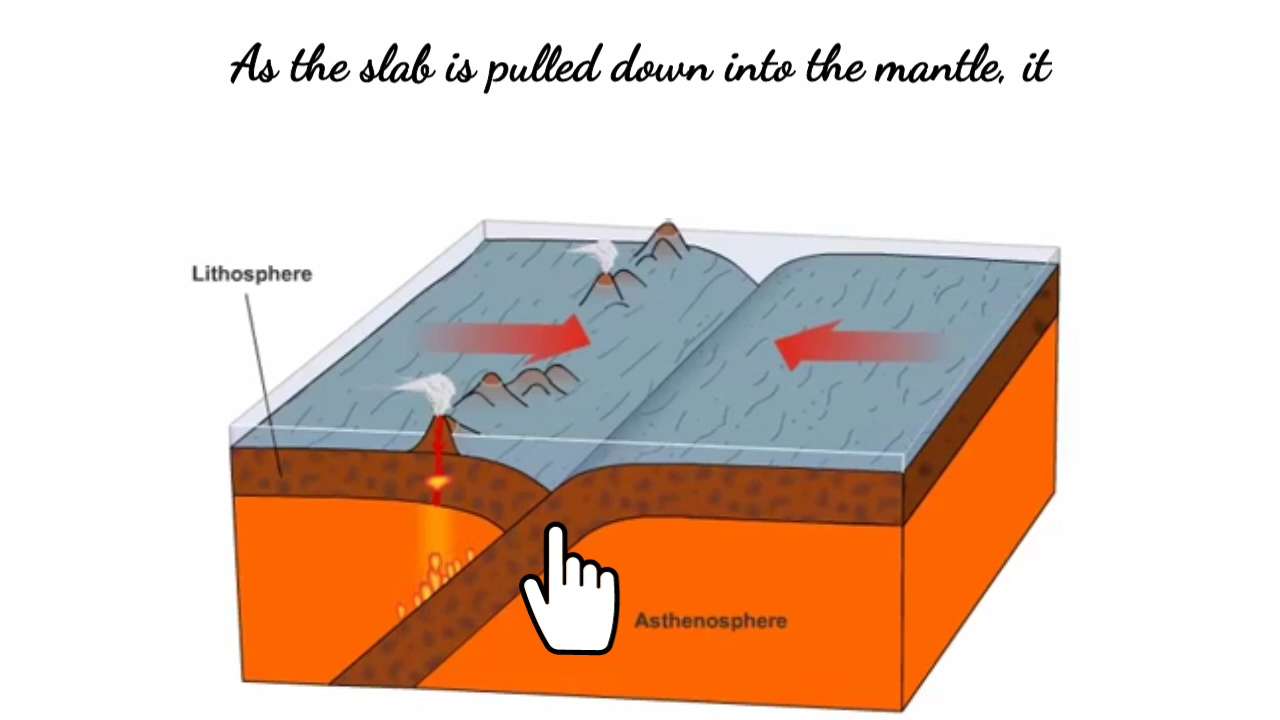 As the slab is pulled down into the mantle, it
Lithosphere
Asthenosphere